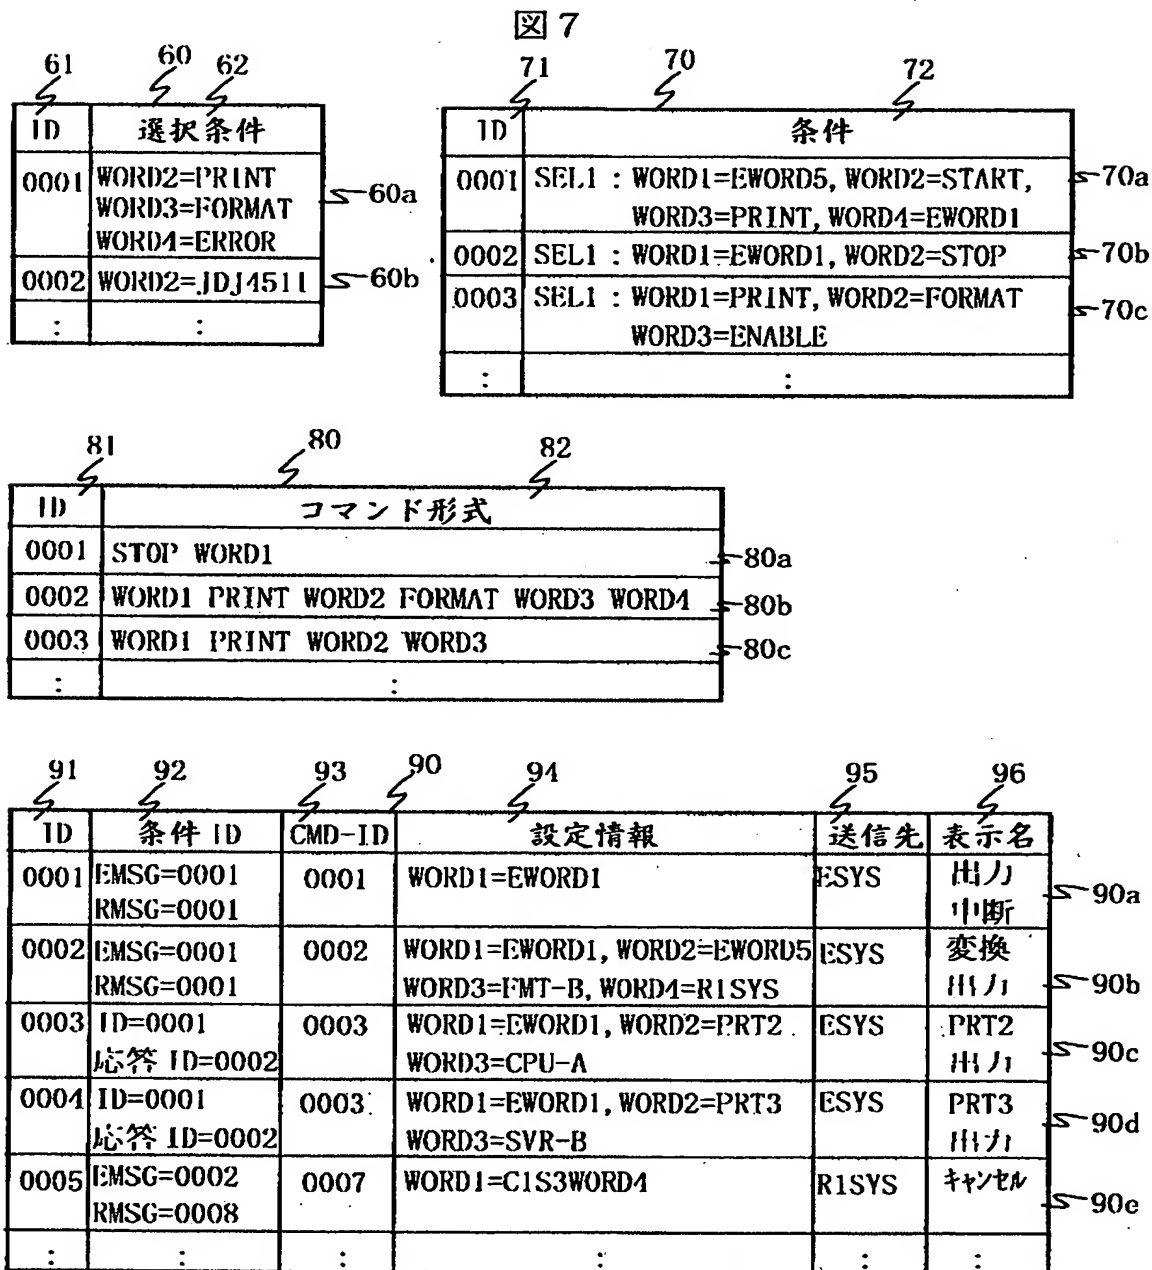 図7
61 60 62
ID 選択条件
0001 WORD2=PRINT
WORD3=FORMAT
WORD4=ERROR
60a
0002 WORD2=JDJ4511
60b
: :
71 70 72
ID 条件
0001 SEL1 : WORD1=EWORD5, WORD2=START,
WORD3=PRINT, WORD4=EWORD1
70a
0002 SEL1 : WORD1=EWORD1, WORD2=STOP
70b
0003 SEL1 : WORD1=PRINT, WORD2=FORMAT
WORD3=ENABLE
70c
: :
81 80 82
ID コマンド形式
0001 STOP WORD1 80a
0002 WORD1 PRINT WORD2 FORMAT WORD3 WORD4 80b
0003 WORD1 PRINT WORD2 WORD3 80c
: :
91 92 93 90 94 95 96
ID 条件 ID CMD-ID 設定情報 送信先 表示名
0001 EMSG=0001 0001 WORD1=EWORD1 ESYS 出力
RMSG=0001 中断
90a
0002 EMSG=0001 0002 WORD1=EWORD1, WORD2=EWORD5 ESYS 変換
RMSG=0001 WORD3=FMT-B, WORD4=R1SYS 出力
90b
0003 ID=0001 0003 WORD1=EWORD1, WORD2=PRT2 ESYS PRT2
応答 ID=0002 WORD3=CPU-A 出力
90c
0004 ID=0001 0003 WORD1=EWORD1, WORD2=PRT3 ESYS PRT3
応答 ID=0002 WORD3=SVR-B 出力
90d
0005 EMSG=0002 0007 WORD1=C1S3WORD4 R1SYS キャンセル
RMSG=0008
90e
: : : : : :